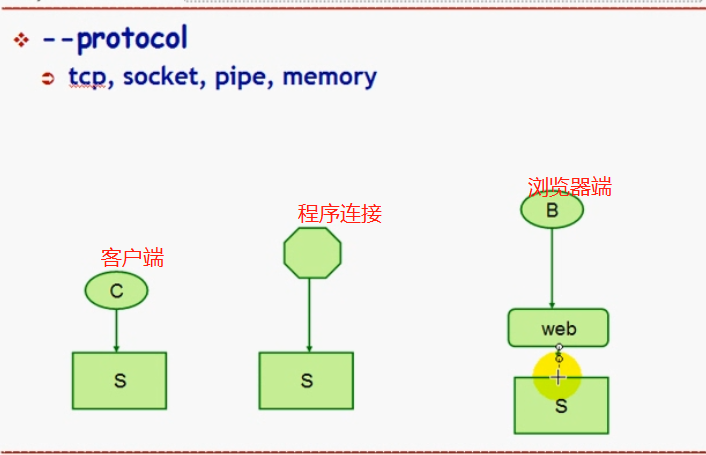 --protocol
tcp, socket, pipe, memory
浏览器端
B
程序连接
客户端
C
web
S
S
S